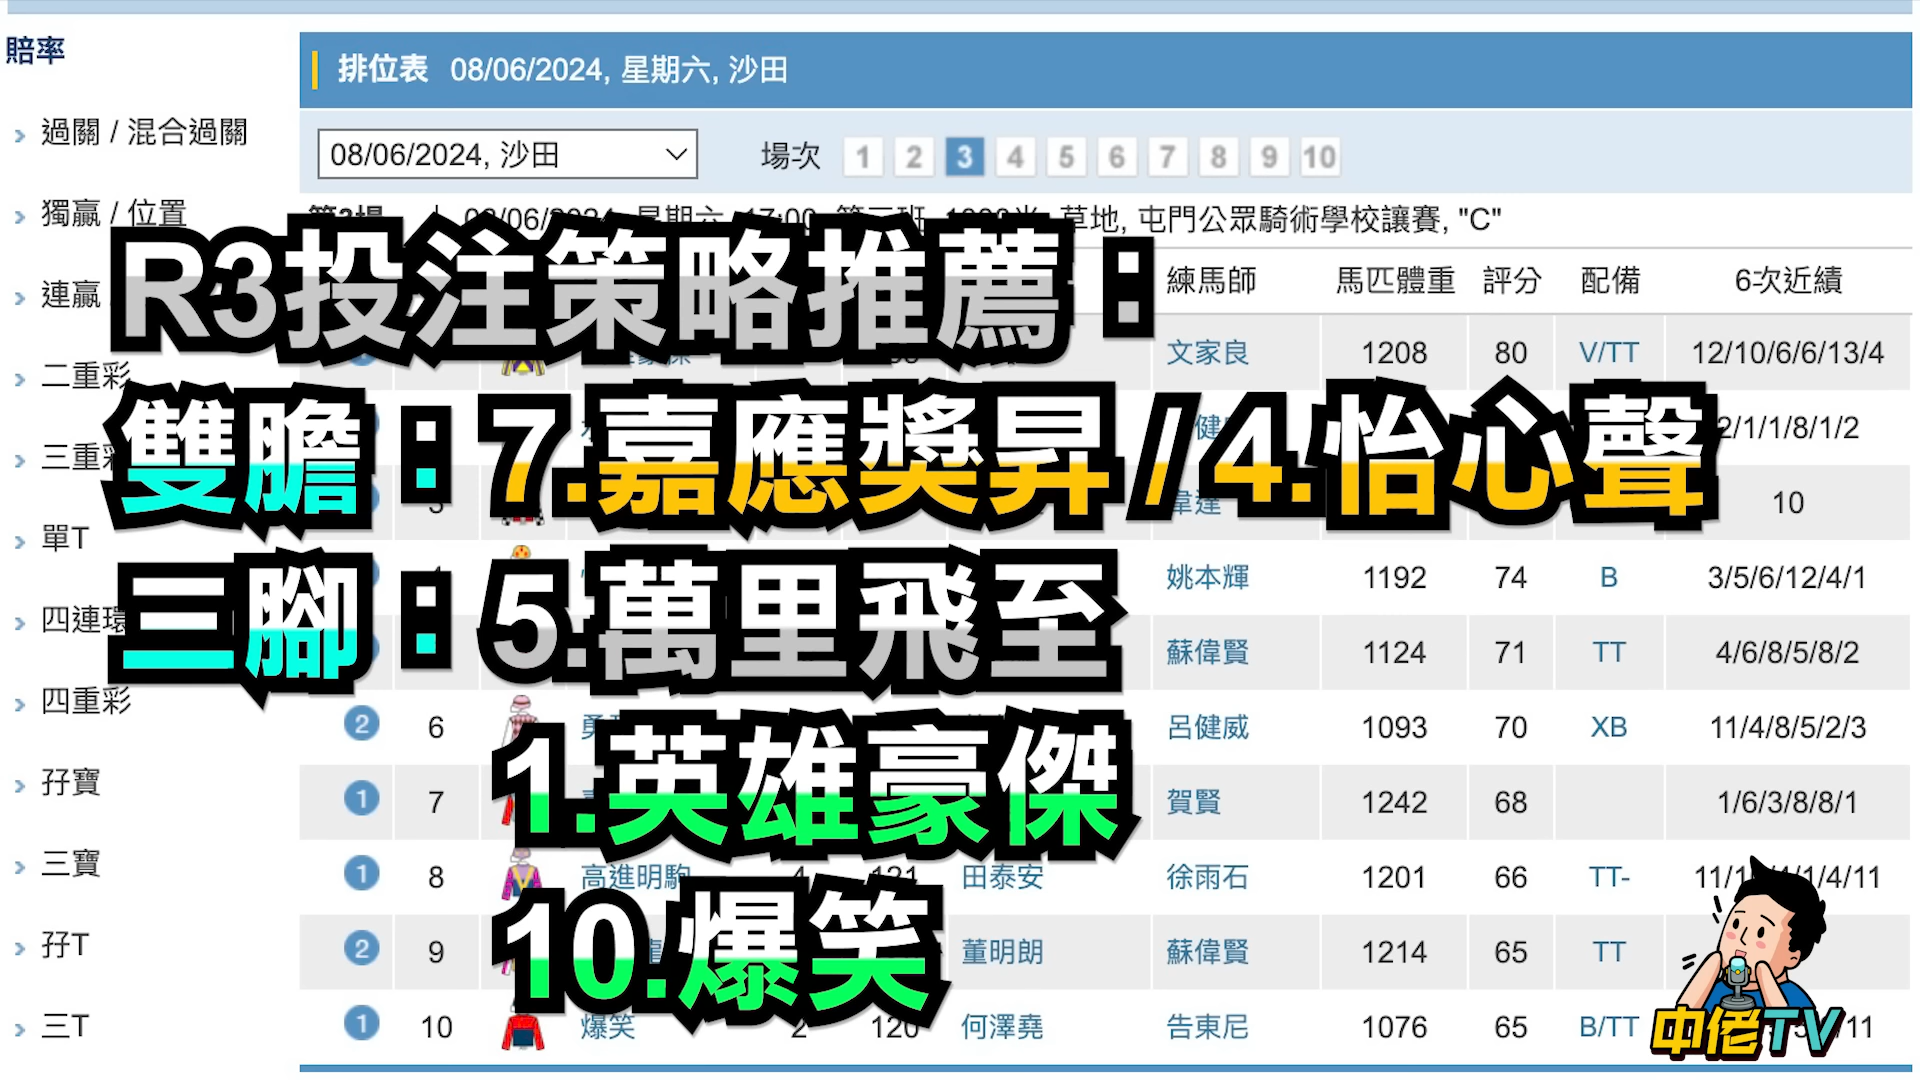 賠率
排位表 08/06/2024, 星期六, 沙田
過關 / 混合過關
08/06/2024, 沙田 場次 1 2 3 4 5 6 7 8 9 10
獨贏 / 位置
草地, 屯門公眾騎術學校讓賽, "C"
R3投注策略推薦：
連贏 練馬師 馬匹體重 評分 配備 6次近績
二重彩 文家良 1208 80 V/TT 12/10/6/6/13/4
雙膽：7.嘉應獎昇/4.怡心聲
2/1/1/8/1/2
三重彩
10
單T 姚本輝 1192 74 B 3/5/6/12/4/1
三腳：5.萬里飛至
四連環 蘇偉賢 1124 71 TT 4/6/8/5/8/2
四重彩 2 6 呂健威 1093 70 XB 11/4/8/5/2/3
1.英雄豪傑
孖寶 1 7 賀賢 1242 68 1/6/3/8/8/1
三寶 1 8 高進明駒 4 121 田泰安 徐雨石 1201 66 TT-
10.爆笑
孖T 2 9 董明朗 蘇偉賢 1214 65 TT
三T 1 10 爆笑 2 120 何澤堯 告東尼 1076 65 B/TT
中佬TV